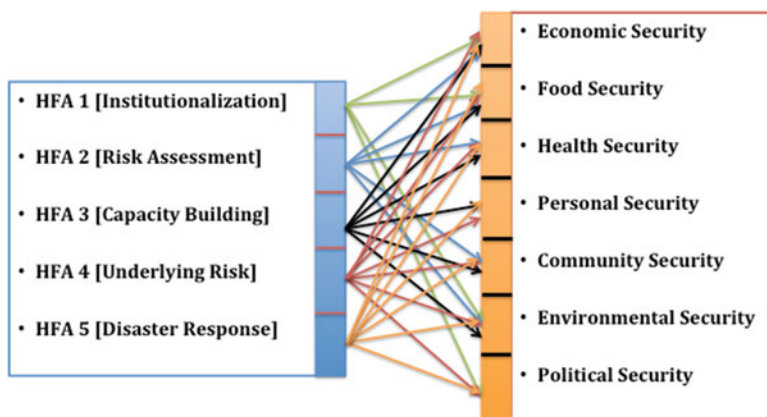 • HFA 1 [Institutionalization]
• HFA 2 [Risk Assessment]
• HFA 3 [Capacity Building]
• HFA 4 [Underlying Risk]
• HFA 5 [Disaster Response]
• Economic Security
• Food Security
• Health Security
• Personal Security
• Community Security
• Environmental Security
• Political Security